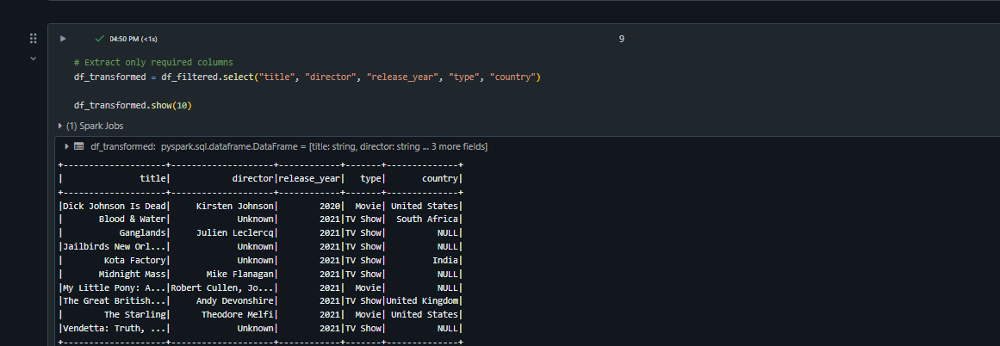 04:50 PM (<1s)
9
# Extract only required columns
df_transformed = df_filtered.select("title", "director", "release_year", "type", "country")
df_transformed.show(10)
(1) Spark Jobs
df_transformed: pyspark.sql.dataframe.DataFrame = [title: string, director: string ... 3 more fields]
+--------------------+--------------------+------------+-------+--------------+
|               title|            director|release_year|   type|       country|
+--------------------+--------------------+------------+-------+--------------+
|Dick Johnson Is Dead|     Kirsten Johnson|        2020|  Movie| United States|
|       Blood & Water|             Unknown|        2021|TV Show|  South Africa|
|           Ganglands|     Julien Leclercq|        2021|TV Show|          NULL|
|Jailbirds New Orl...|             Unknown|        2021|TV Show|          NULL|
|        Kota Factory|             Unknown|        2021|TV Show|         India|
|       Midnight Mass|       Mike Flanagan|        2021|TV Show|          NULL|
|My Little Pony: A...|Robert Cullen, Jo...|        2021|  Movie|          NULL|
|The Great British...|     Andy Devonshire|        2021|TV Show|United Kingdom|
|        The Starling|      Theodore Melfi|        2021|  Movie| United States|
|Vendetta: Truth, ...|             Unknown|        2021|TV Show|          NULL|
+--------------------+--------------------+------------+-------+--------------+